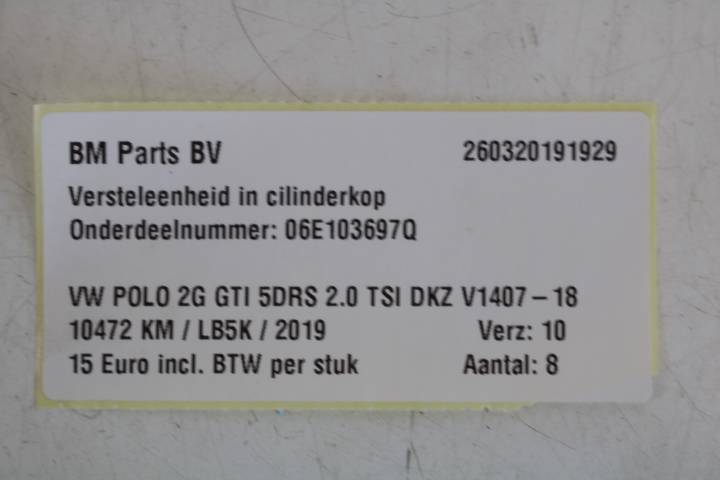 BM Parts BV 260320191929
Versteleenheid in cilinderkop
Onderdeelnummer: 06E103697Q
VW POLO 2G GTI 5DRS 2.0 TSI DKZ V1407 – 18
10472 KM / LB5K / 2019 Verz: 10
15 Euro incl. BTW per stuk Aantal: 8